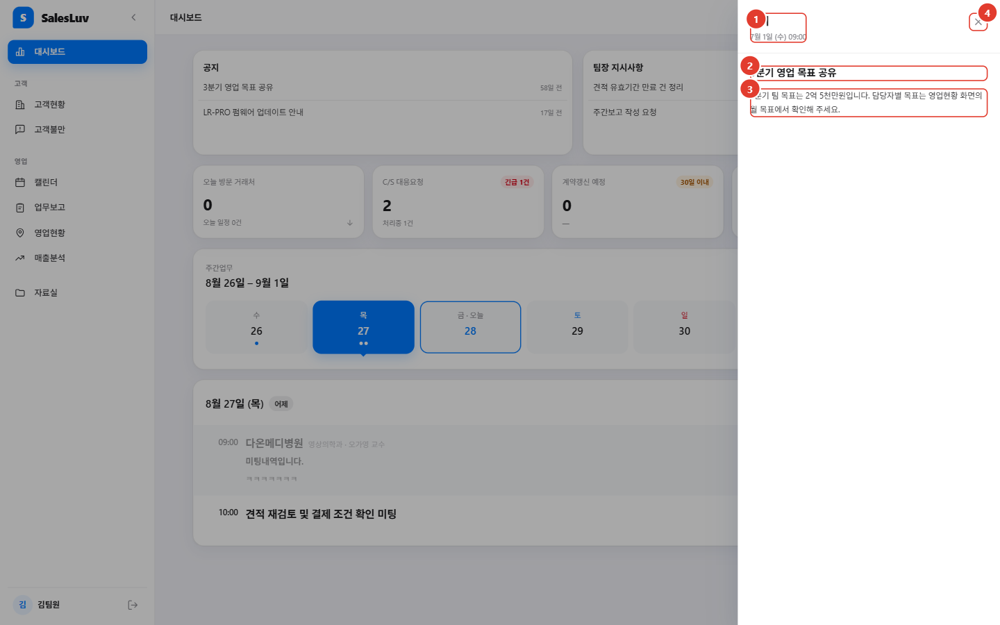 S SalesLuv
대시보드
고객
고객현황
고객불만
영업
캘린더
업무보고
영업현황
매출분석
자료실
김 김팀원
대시보드
공지
3분기 영업 목표 공유 58일 전
LR-PRO 펌웨어 업데이트 안내 17일 전
팀장 지시사항
견적 유효기간 만료 건 정리
주간보고 작성 요청
오늘 방문 거래처
0
오늘 일정 0건
C/S 대응요청 긴급 1건
2
처리중 1건
계약갱신 예정 30일 이내
0
—
주간업무
8월 26일 – 9월 1일
수 26
목 27
금 · 오늘 28
토 29
일 30
8월 27일 (목) 어제
09:00 다온메디병원 영상의학과 · 오가영 교수
미팅내역입니다.
ㅋㅋㅋㅋㅋㅋㅋ
10:00 견적 재검토 및 결제 조건 확인 미팅
1
7월 1일 (수) 09:00
4
2
분기 영업 목표 공유
3
분기 팀 목표는 2억 5천만원입니다. 담당자별 목표는 영업현황 화면의
월 목표에서 확인해 주세요.